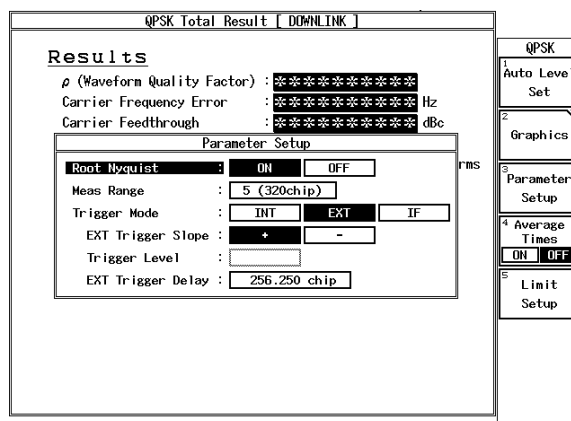 QPSK Total Result [ DOWNLINK ]
Results
ρ (Waveform Quality Factor) : **********
Carrier Frequency Error : ********** Hz
Carrier Feedthrough : ********** dBc
Parameter Setup
rms
Root Nyquist : ON OFF
Meas Range : 5 (320chip)
Trigger Mode : INT EXT IF
EXT Trigger Slope : + -
Trigger Level :
EXT Trigger Delay : 256.250 chip
QPSK
1
Auto Level
Set
2
Graphics
3
Parameter
Setup
4 Average
Times
ON OFF
5
Limit
Setup